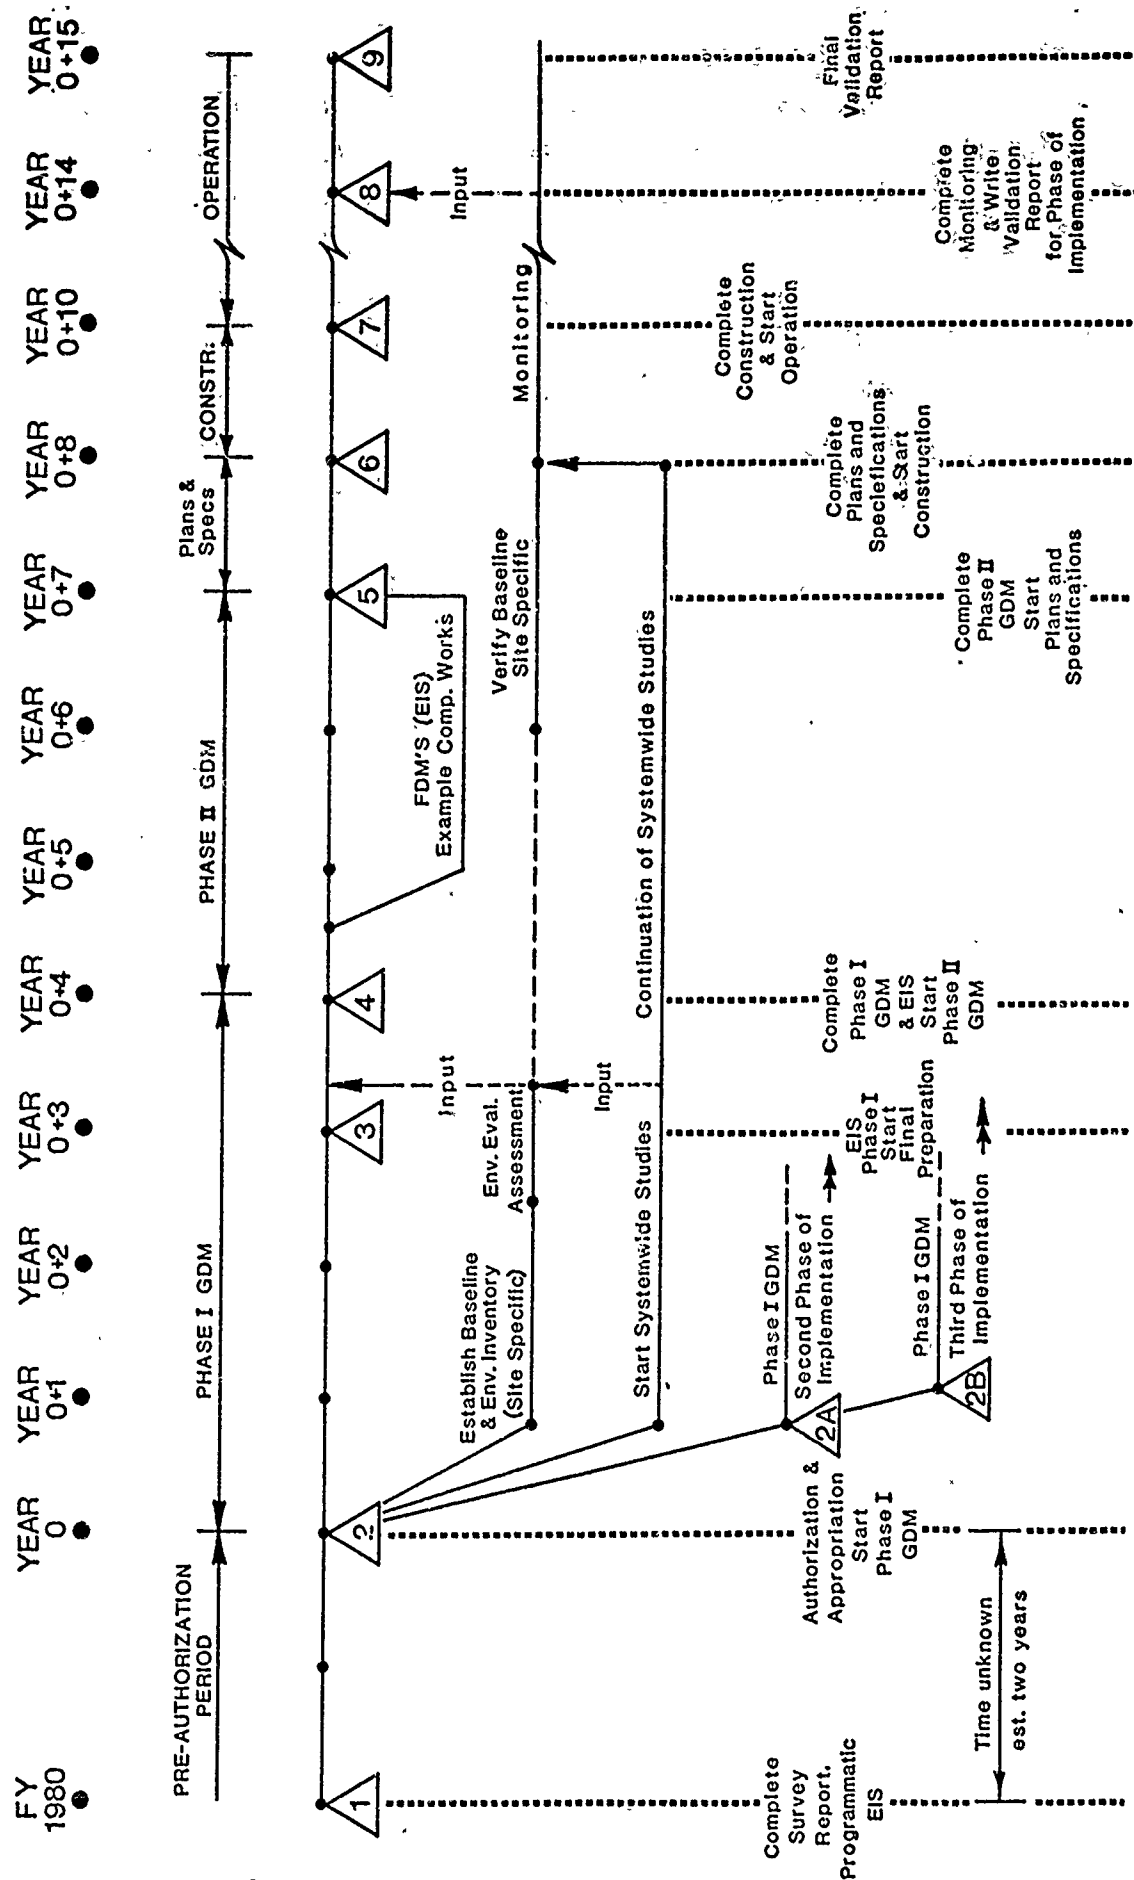 FY
1980
YEAR
0
YEAR
0+1
YEAR
0+2
YEAR
0+3
YEAR
0+4
YEAR
0+5
YEAR
0+6
YEAR
0+7
YEAR
0+8
YEAR
0+10
YEAR
0+14
YEAR
0+15
PRE-AUTHORIZATION
PERIOD
PHASE I GDM
PHASE II GDM
Plans &
Specs
CONSTR.
OPERATION
1
2
3
4
5
6
7
8
9
FDM'S (EIS)
Example Comp. Works
Input
Input
Establish Baseline
& Env. Inventory
(Site Specific)
Env. Eval.
Assessment
Verify Baseline
Site Specific
Monitoring
Input
Start Systemwide Studies
Continuation of Systemwide Studies
2A
Phase I GDM
Second Phase of
Implementation
2B
Phase I GDM
Third Phase of
Implementation
Complete
Survey
Report.
Programmatic
EIS
Authorization &
Appropriation
Start
Phase I
GDM
EIS
Phase I
Start
Final
Preparation
Complete
Phase I
GDM
& EIS
Start
Phase II
GDM
Complete
Phase II
GDM
Start
Plans and
Specifications
Complete
Plans and
Speciefications
& Start
Construction
Complete
Construction
& Start
Operation
Complete
Monitoring
& Write
Validation
Report
for Phase of
Implementation
Final
Validation
Report
Time unknown
est. two years